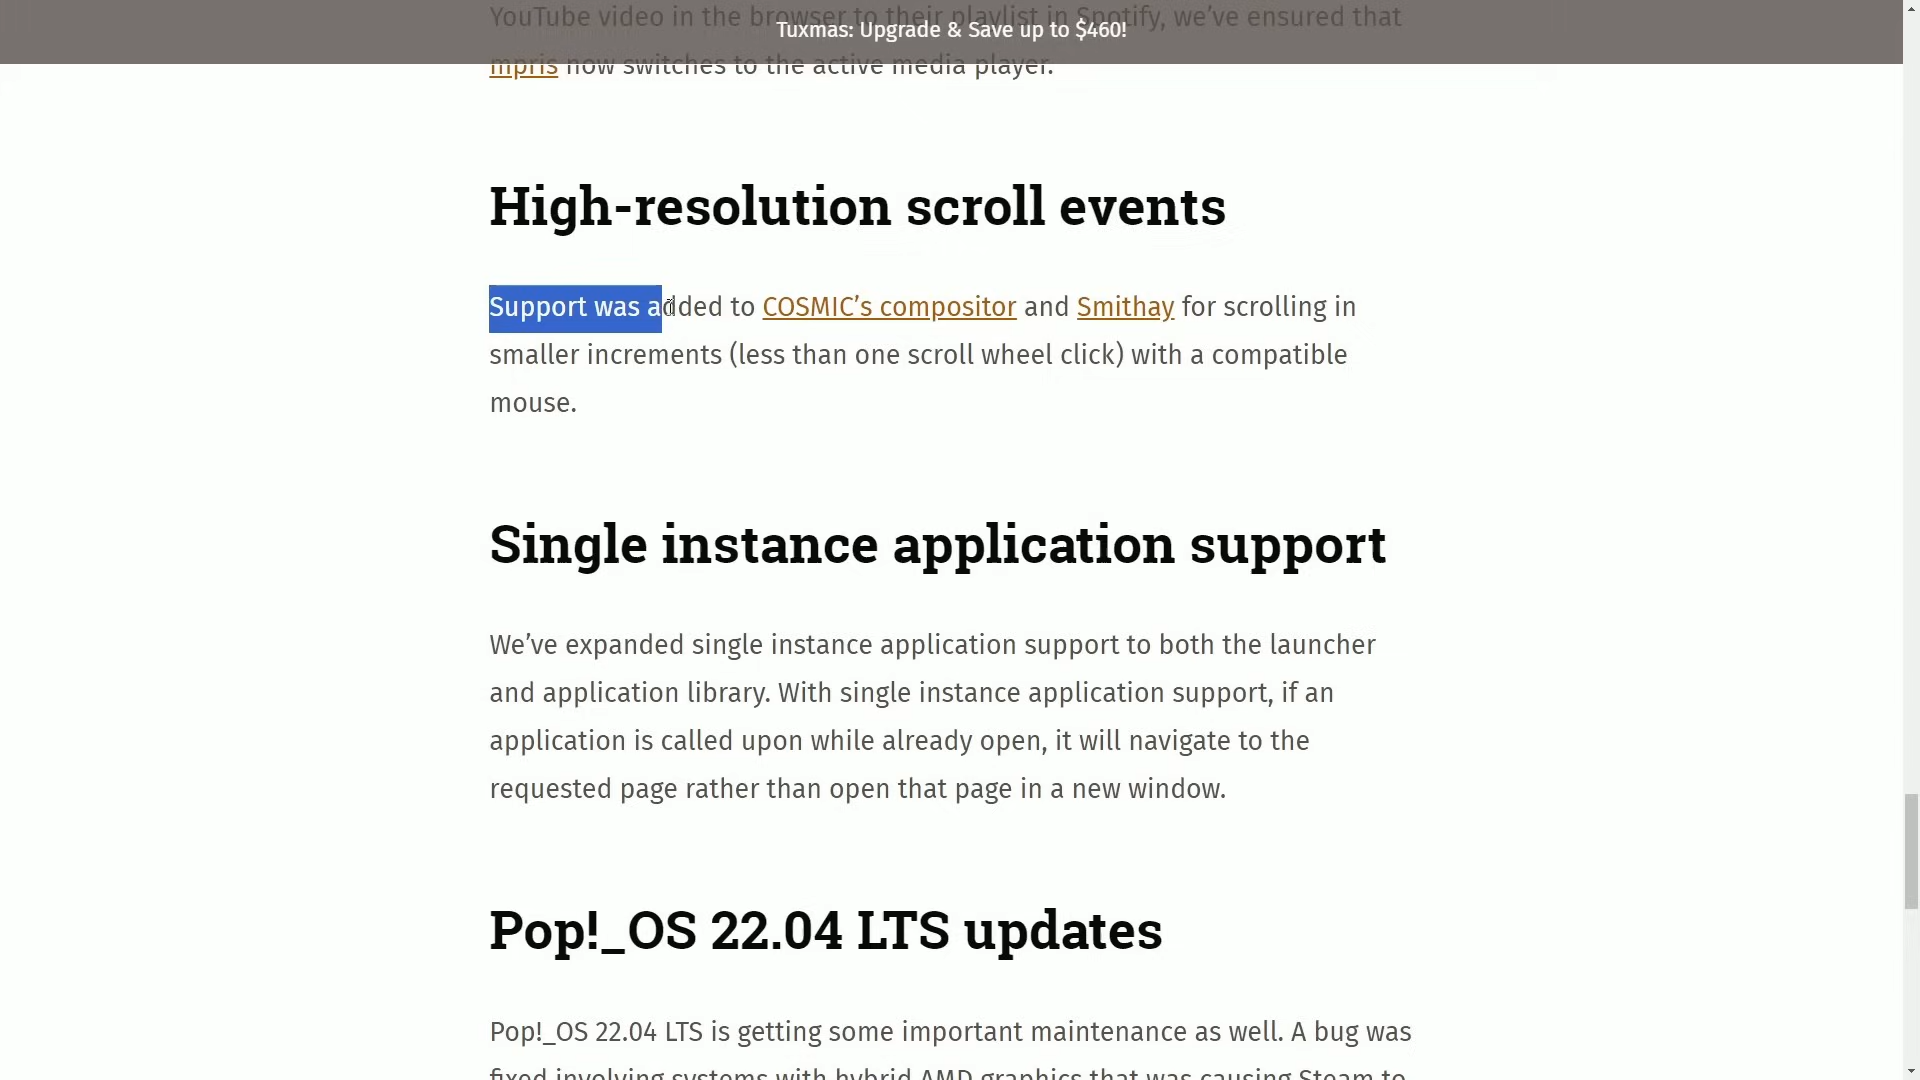 YouTube video in the browser to their playlist in Spotify, we’ve ensured that
Tuxmas: Upgrade & Save up to $460!
mpris now switches to the active media player.
High-resolution scroll events
Support was added to COSMIC’s compositor and Smithay for scrolling in
smaller increments (less than one scroll wheel click) with a compatible
mouse.
Single instance application support
We’ve expanded single instance application support to both the launcher
and application library. With single instance application support, if an
application is called upon while already open, it will navigate to the
requested page rather than open that page in a new window.
Pop!_OS 22.04 LTS updates
Pop!_OS 22.04 LTS is getting some important maintenance as well. A bug was
fixed involving systems with hybrid AMD graphics that was causing Steam to